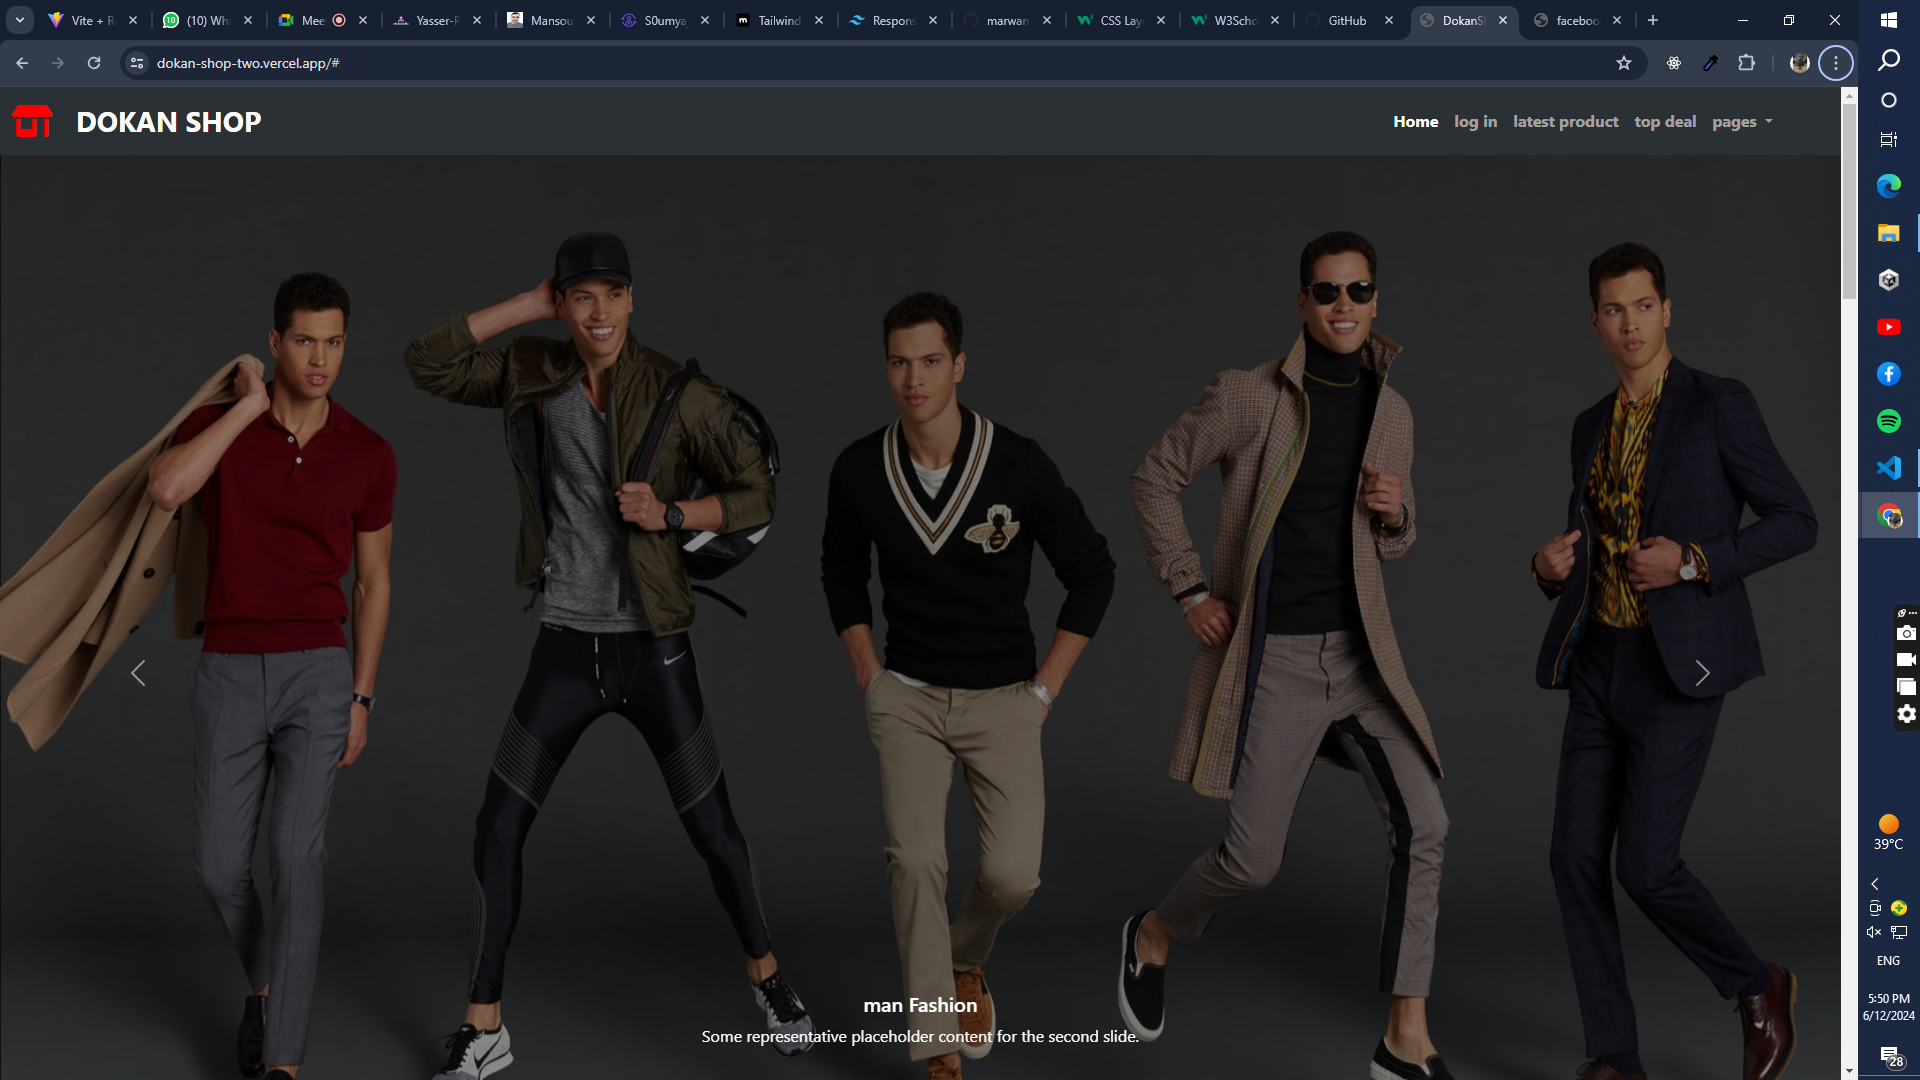 Vite + R
(10) Wh
Mee
Yasser-P
Mansou
S0umya
Tailwind
Respons
marwan
CSS Lay
W3Scho
GitHub
DokanS
faceboo
dokan-shop-two.vercel.app/#
DOKAN SHOP
Home log in latest product top deal pages
man Fashion
Some representative placeholder content for the second slide.
39°C
ENG
5:50 PM
6/12/2024
28